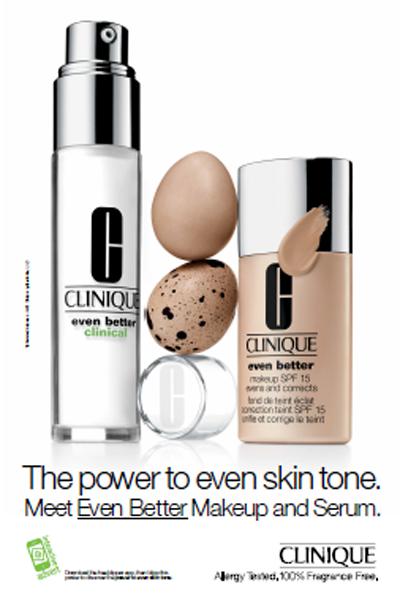 CLINIQUE
even better
clinical
CLINIQUE
even better
makeup SPF 15
evens and corrects
fond de teint éclat
correction teint SPF 15
unifie et corrige le teint
The power to even skin tone.
Meet Even Better Makeup and Serum.
CLINIQUE
Allergy Tested, 100% Fragrance Free.